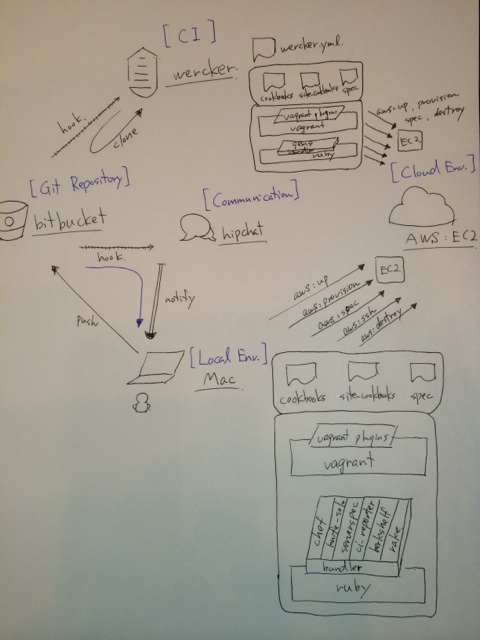 [CI]
wercker
wercker.yml.
cookbooks
site-cookbooks
spec
vagrant plugins
vagrant
gems
ruby
aws:up, provision
spec, destroy
EC2
hook.
clone
[Git Repository]
bitbucket
[Communication]
hipchat
[Cloud Env.]
AWS:EC2
hook.
notify
push
[Local Env.]
Mac
EC2
aws:up
aws:provision
aws:spec
aws:ssh
aws:destroy
cookbooks
site-cookbooks
spec
vagrant plugins
vagrant
chef
knife-solo
serverspec
ci-reporter
berkshelf
rake
bundler
ruby